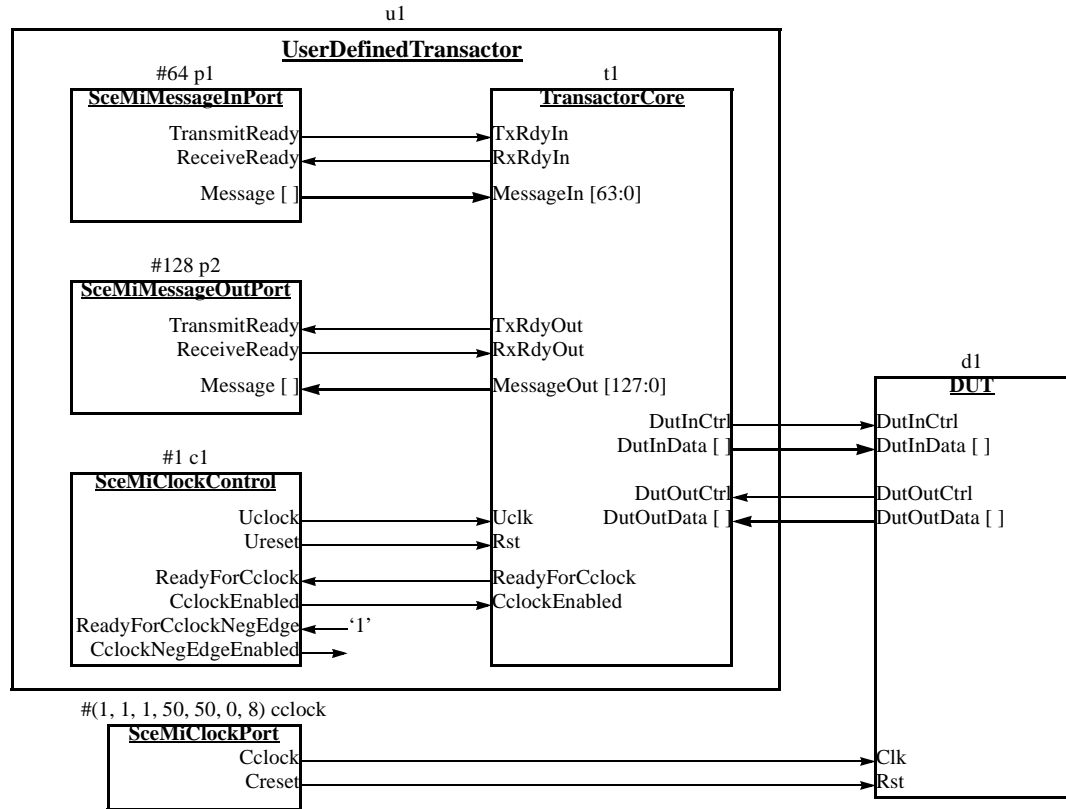 u1
UserDefinedTransactor
#64 p1
SceMiMessageInPort
TransmitReady
ReceiveReady
Message [ ]
t1
TransactorCore
TxRdyIn
RxRdyIn
MessageIn [63:0]
#128 p2
SceMiMessageOutPort
TransmitReady
ReceiveReady
Message [ ]
TxRdyOut
RxRdyOut
MessageOut [127:0]
DutInCtrl
DutInData [ ]
DutOutCtrl
DutOutData [ ]
#1 c1
SceMiClockControl
Uclock
Ureset
ReadyForCclock
CclockEnabled
ReadyForCclockNegEdge
CclockNegEdgeEnabled
‘1’
Uclk
Rst
ReadyForCclock
CclockEnabled
d1
DUT
DutInCtrl
DutInData [ ]
DutOutCtrl
DutOutData [ ]
Clk
Rst
#(1, 1, 1, 50, 50, 0, 8) cclock
SceMiClockPort
Cclock
Creset